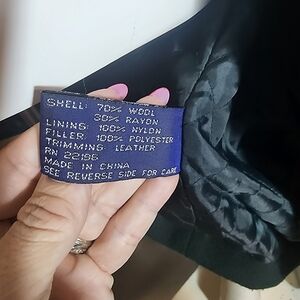 SHELL: 70% WOOL
30% RAYON
LINING: 100% NYLON
FILLER: 100% POLYESTER
TRIMMING: LEATHER
RN 22196
MADE IN CHINA
SEE REVERSE SIDE FOR CARE